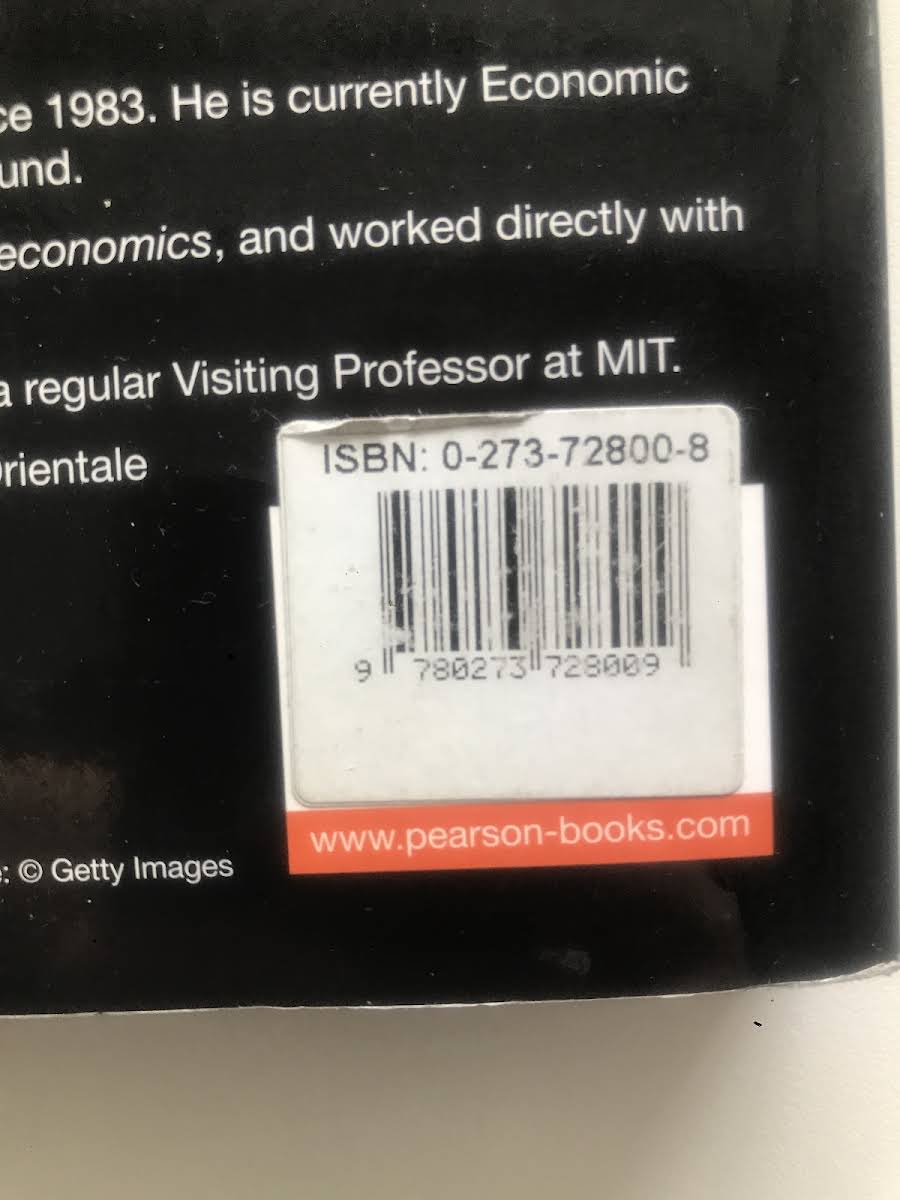 ce 1983. He is currently Economic
und.
economics, and worked directly with
a regular Visiting Professor at MIT.
rientale
ISBN: 0-273-72800-8
9 780273 728009
www.pearson-books.com
: © Getty Images